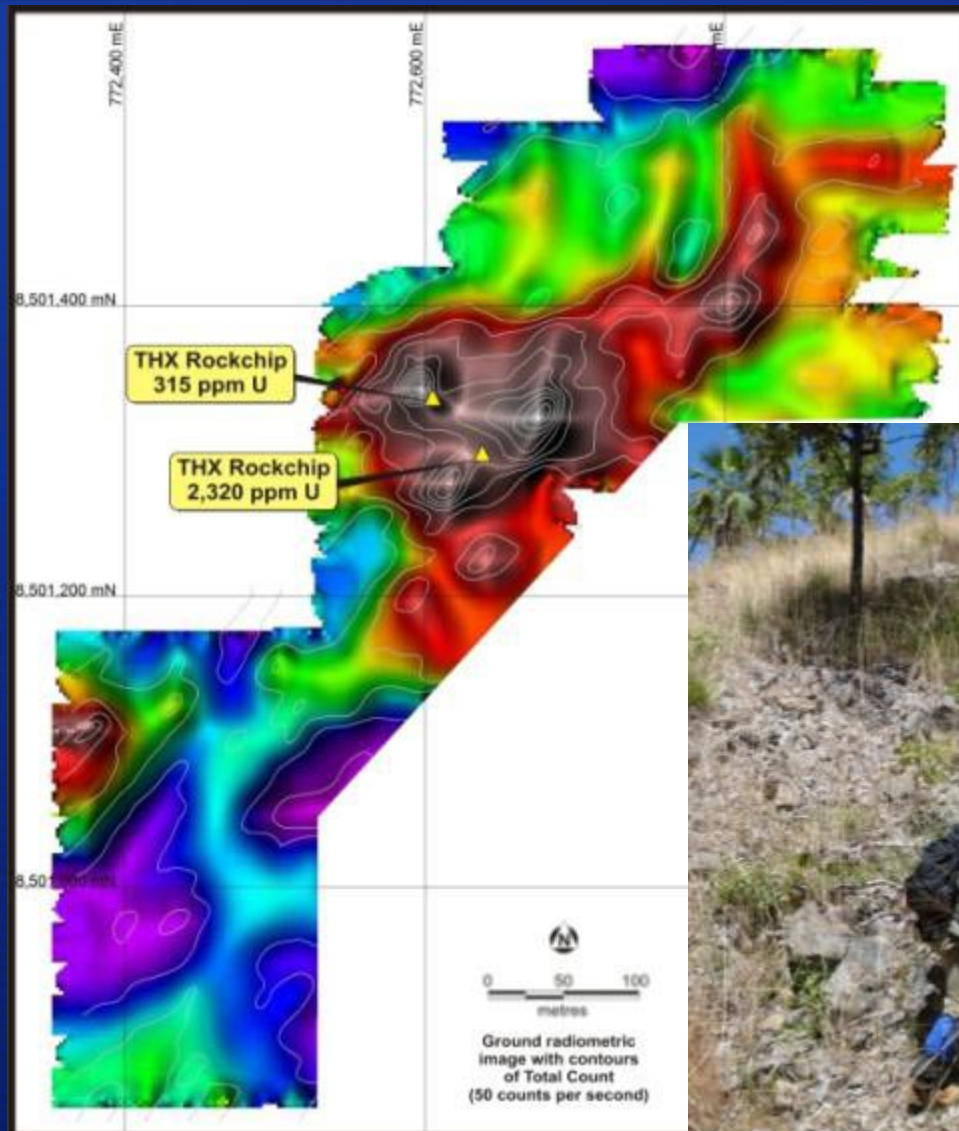 772,400 mE
772,600 mE
mE
8,501,400 mN
THX Rockchip
315 ppm U
THX Rockchip
2,320 ppm U
8,501,200 mN
mN
N
0 50 100
metres
Ground radiometric
image with contours
of Total Count
(50 counts per second)